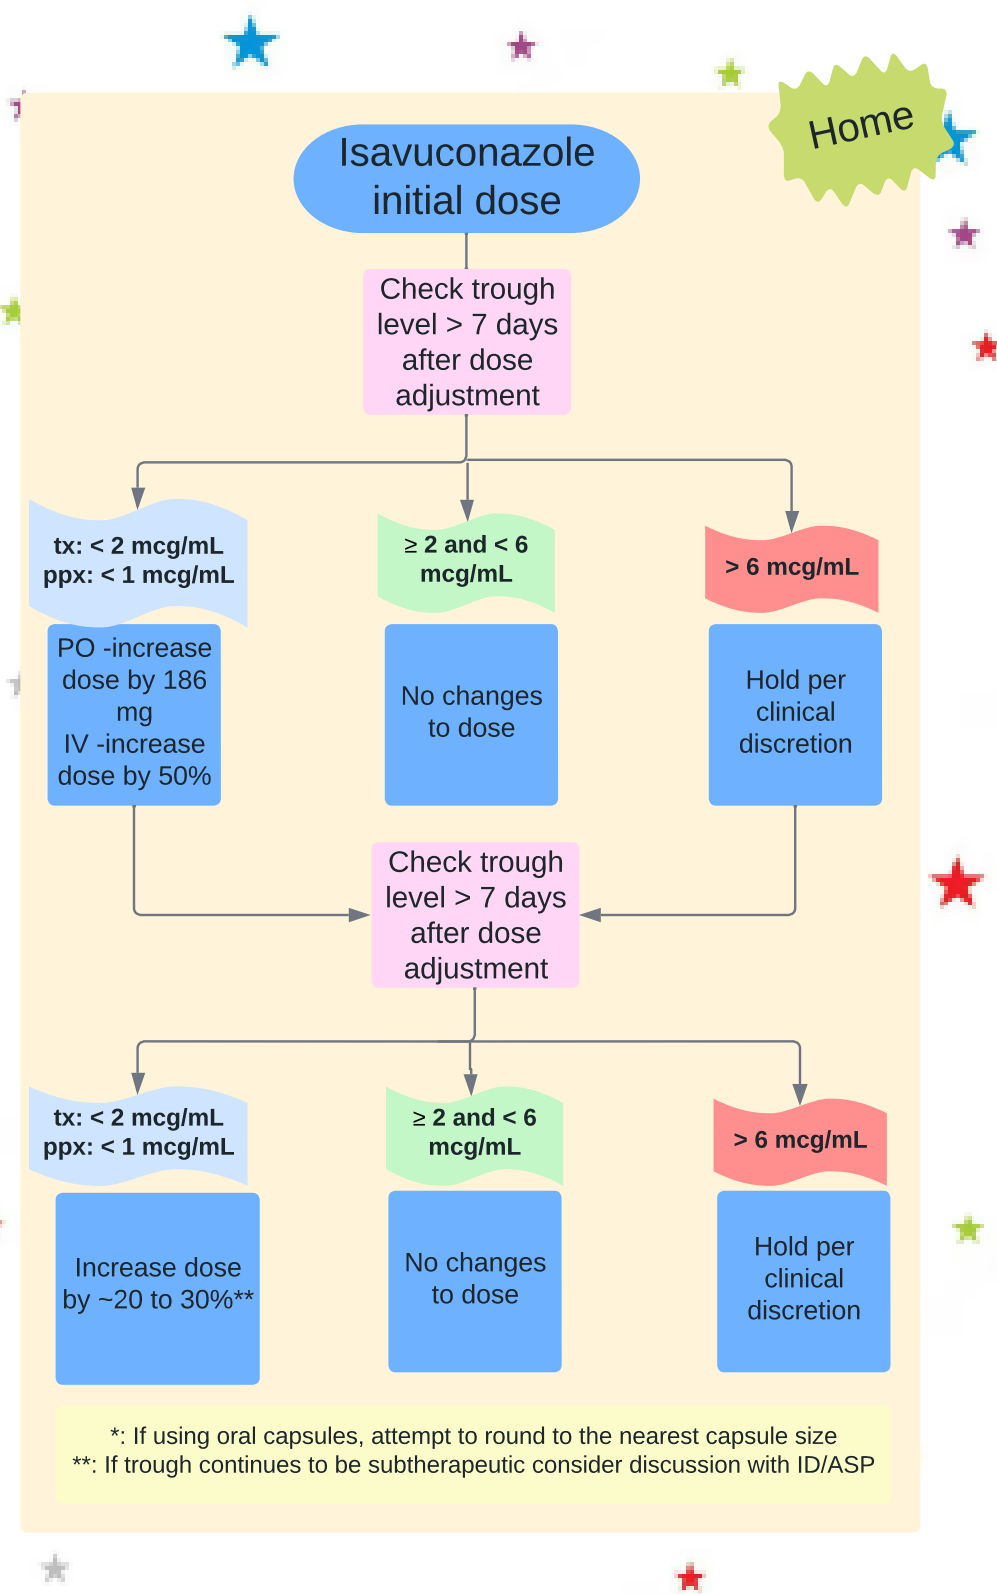 Home
Isavuconazole
initial dose
Check trough
level > 7 days
after dose
adjustment
tx: < 2 mcg/mL
ppx: < 1 mcg/mL
≥ 2 and < 6
mcg/mL
> 6 mcg/mL
PO -increase
dose by 186
mg
IV -increase
dose by 50%
No changes
to dose
Hold per
clinical
discretion
Check trough
level > 7 days
after dose
adjustment
tx: < 2 mcg/mL
ppx: < 1 mcg/mL
≥ 2 and < 6
mcg/mL
> 6 mcg/mL
Increase dose
by ~20 to 30%**
No changes
to dose
Hold per
clinical
discretion
*: If using oral capsules, attempt to round to the nearest capsule size
**: If trough continues to be subtherapeutic consider discussion with ID/ASP